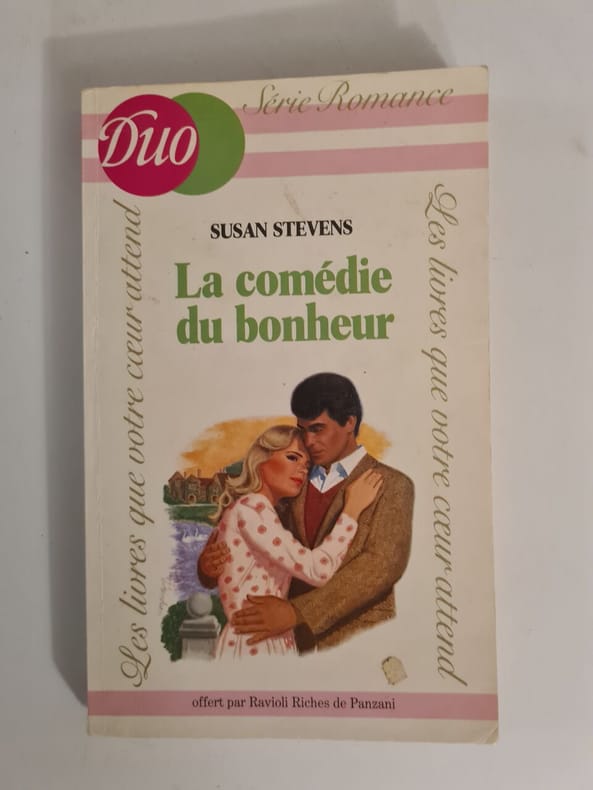 Série Romance
Duo
SUSAN STEVENS
La comédie
du bonheur
Les livres que votre cœur attend
Les livres que votre cœur attend
offert par Ravioli Riches de Panzani